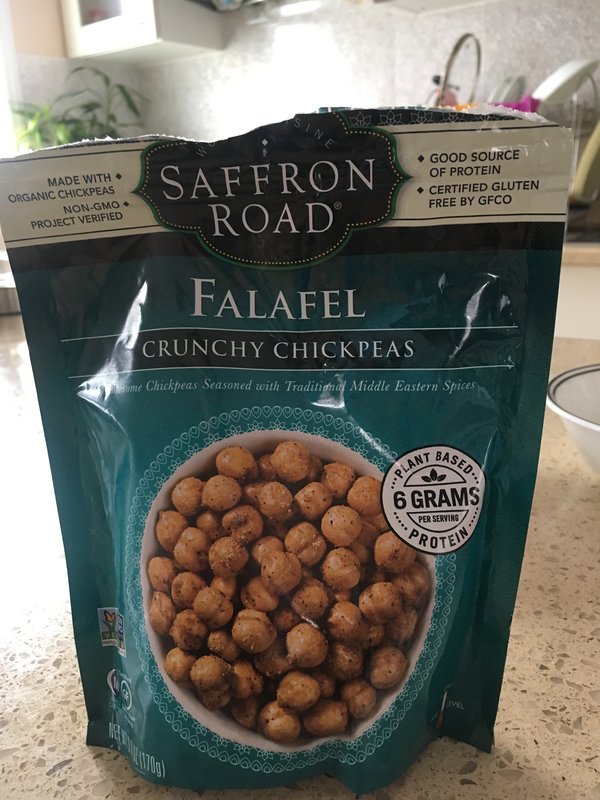 MADE WITH
ORGANIC CHICKPEAS
NON-GMO
PROJECT VERIFIED
SAFFRON
ROAD®
GOOD SOURCE
OF PROTEIN
CERTIFIED GLUTEN
FREE BY GFCO
FALAFEL
CRUNCHY CHICKPEAS
Chickpeas Seasoned with Traditional Middle Eastern Spices
PLANT BASED
6 GRAMS
PER SERVING
PROTEIN
(170g)